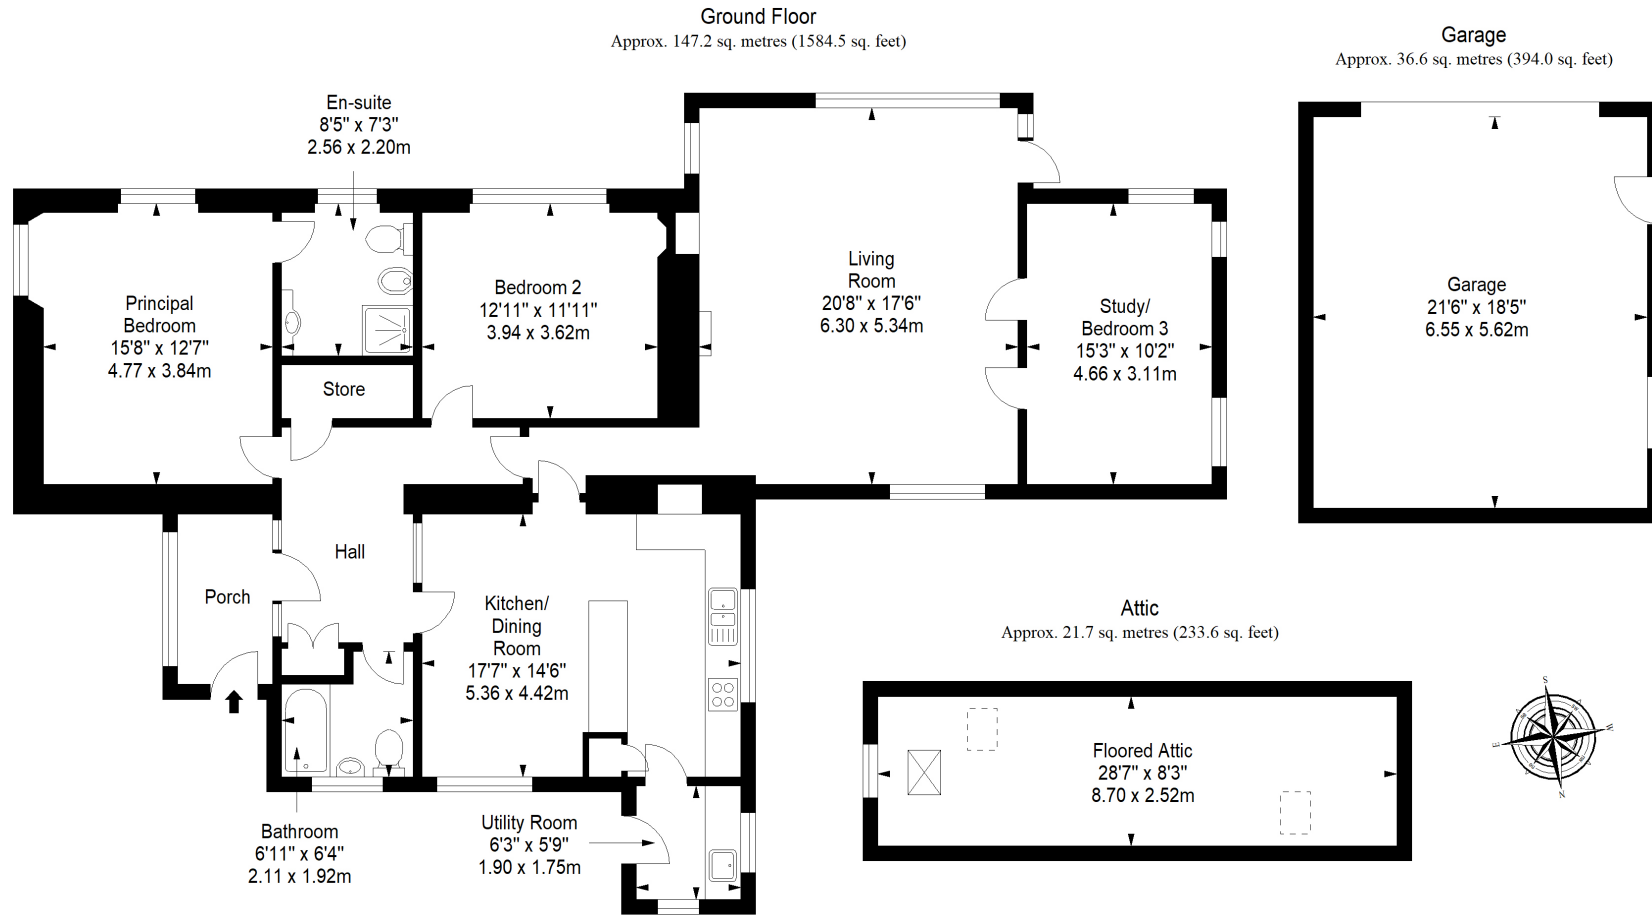 Ground Floor
Approx. 147.2 sq. metres (1584.5 sq. feet)
Garage
Approx. 36.6 sq. metres (394.0 sq. feet)
En-suite
8'5" x 7'3"
2.56 x 2.20m
Principal
Bedroom
15'8" x 12'7"
4.77 x 3.84m
Bedroom 2
12'11" x 11'11"
3.94 x 3.62m
Living
Room
20'8" x 17'6"
6.30 x 5.34m
Study/
Bedroom 3
15'3" x 10'2"
4.66 x 3.11m
Garage
21'6" x 18'5"
6.55 x 5.62m
Store
Hall
Porch
Kitchen/
Dining
Room
17'7" x 14'6"
5.36 x 4.42m
Attic
Approx. 21.7 sq. metres (233.6 sq. feet)
Floored Attic
28'7" x 8'3"
8.70 x 2.52m
Bathroom
6'11" x 6'4"
2.11 x 1.92m
Utility Room
6'3" x 5'9"
1.90 x 1.75m
S
W
E
N